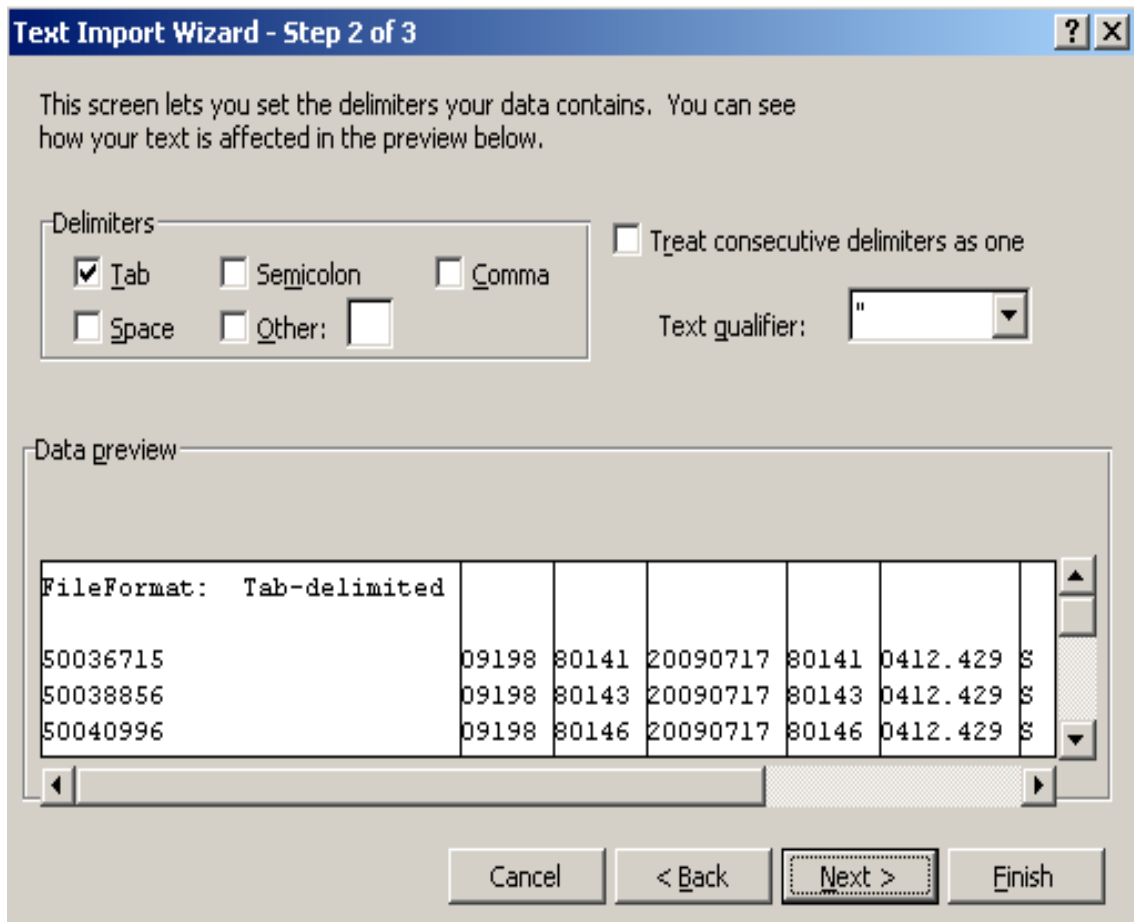 Text Import Wizard - Step 2 of 3
This screen lets you set the delimiters your data contains. You can see
how your text is affected in the preview below.
Delimiters
Tab Semicolon Comma
Space Other:
Treat consecutive delimiters as one
Text qualifier: "
Data preview
FileFormat: Tab-delimited
50036715 09198 80141 20090717 80141 0412.429 S
50038856 09198 80143 20090717 80143 0412.429 S
50040996 09198 80146 20090717 80146 0412.429 S
Cancel < Back Next > Finish